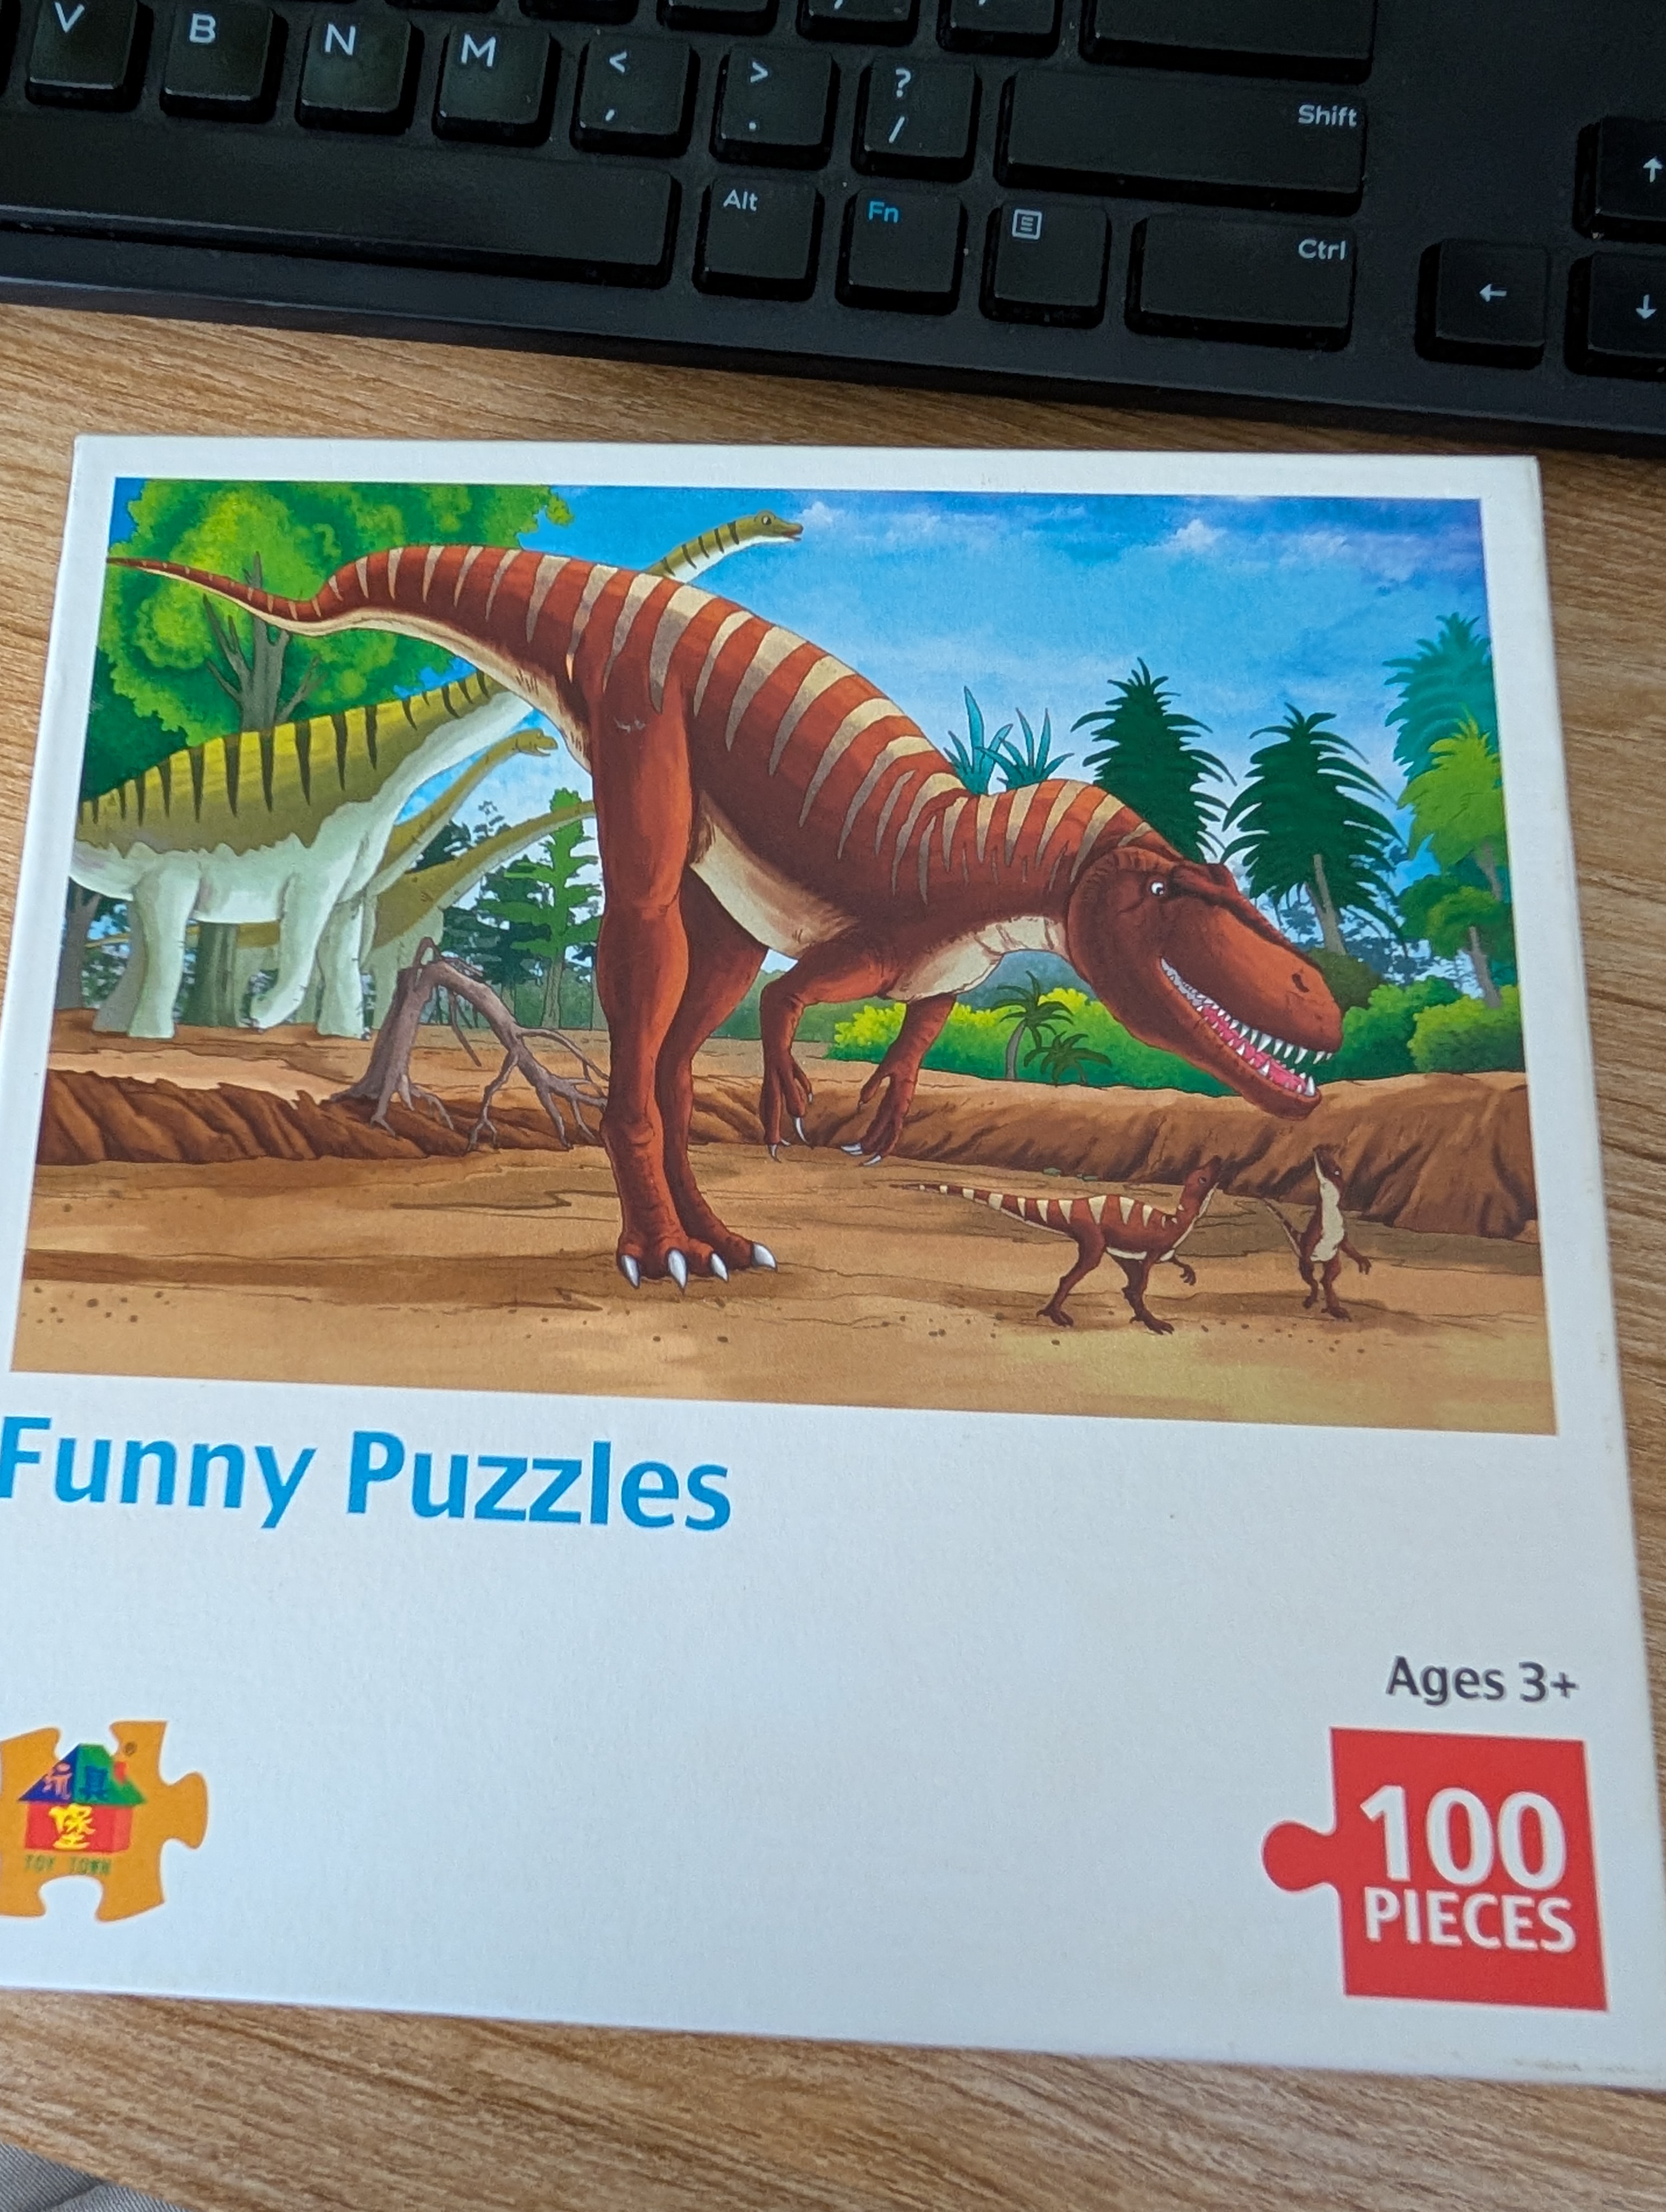 V B N M < , > . ? / Shift
Alt Fn Ctrl
↑
← ↓
Funny Puzzles
Ages 3+
玩具
堡
TOY TOWN
®
100
PIECES